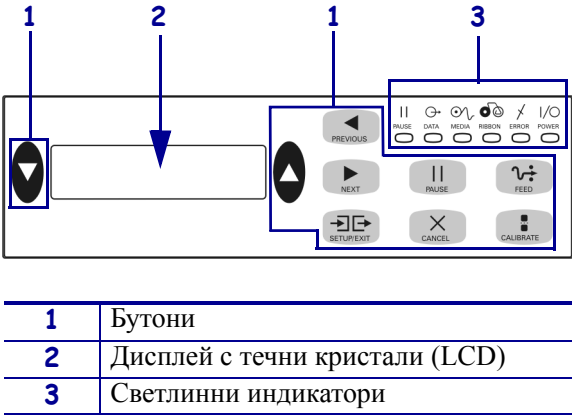 1 2 1 3
PAUSE DATA MEDIA RIBBON ERROR POWER
PREVIOUS
NEXT PAUSE FEED
SETUP/EXIT CANCEL CALIBRATE
1 Бутони
2 Дисплей с течни кристали (LCD)
3 Светлинни индикатори